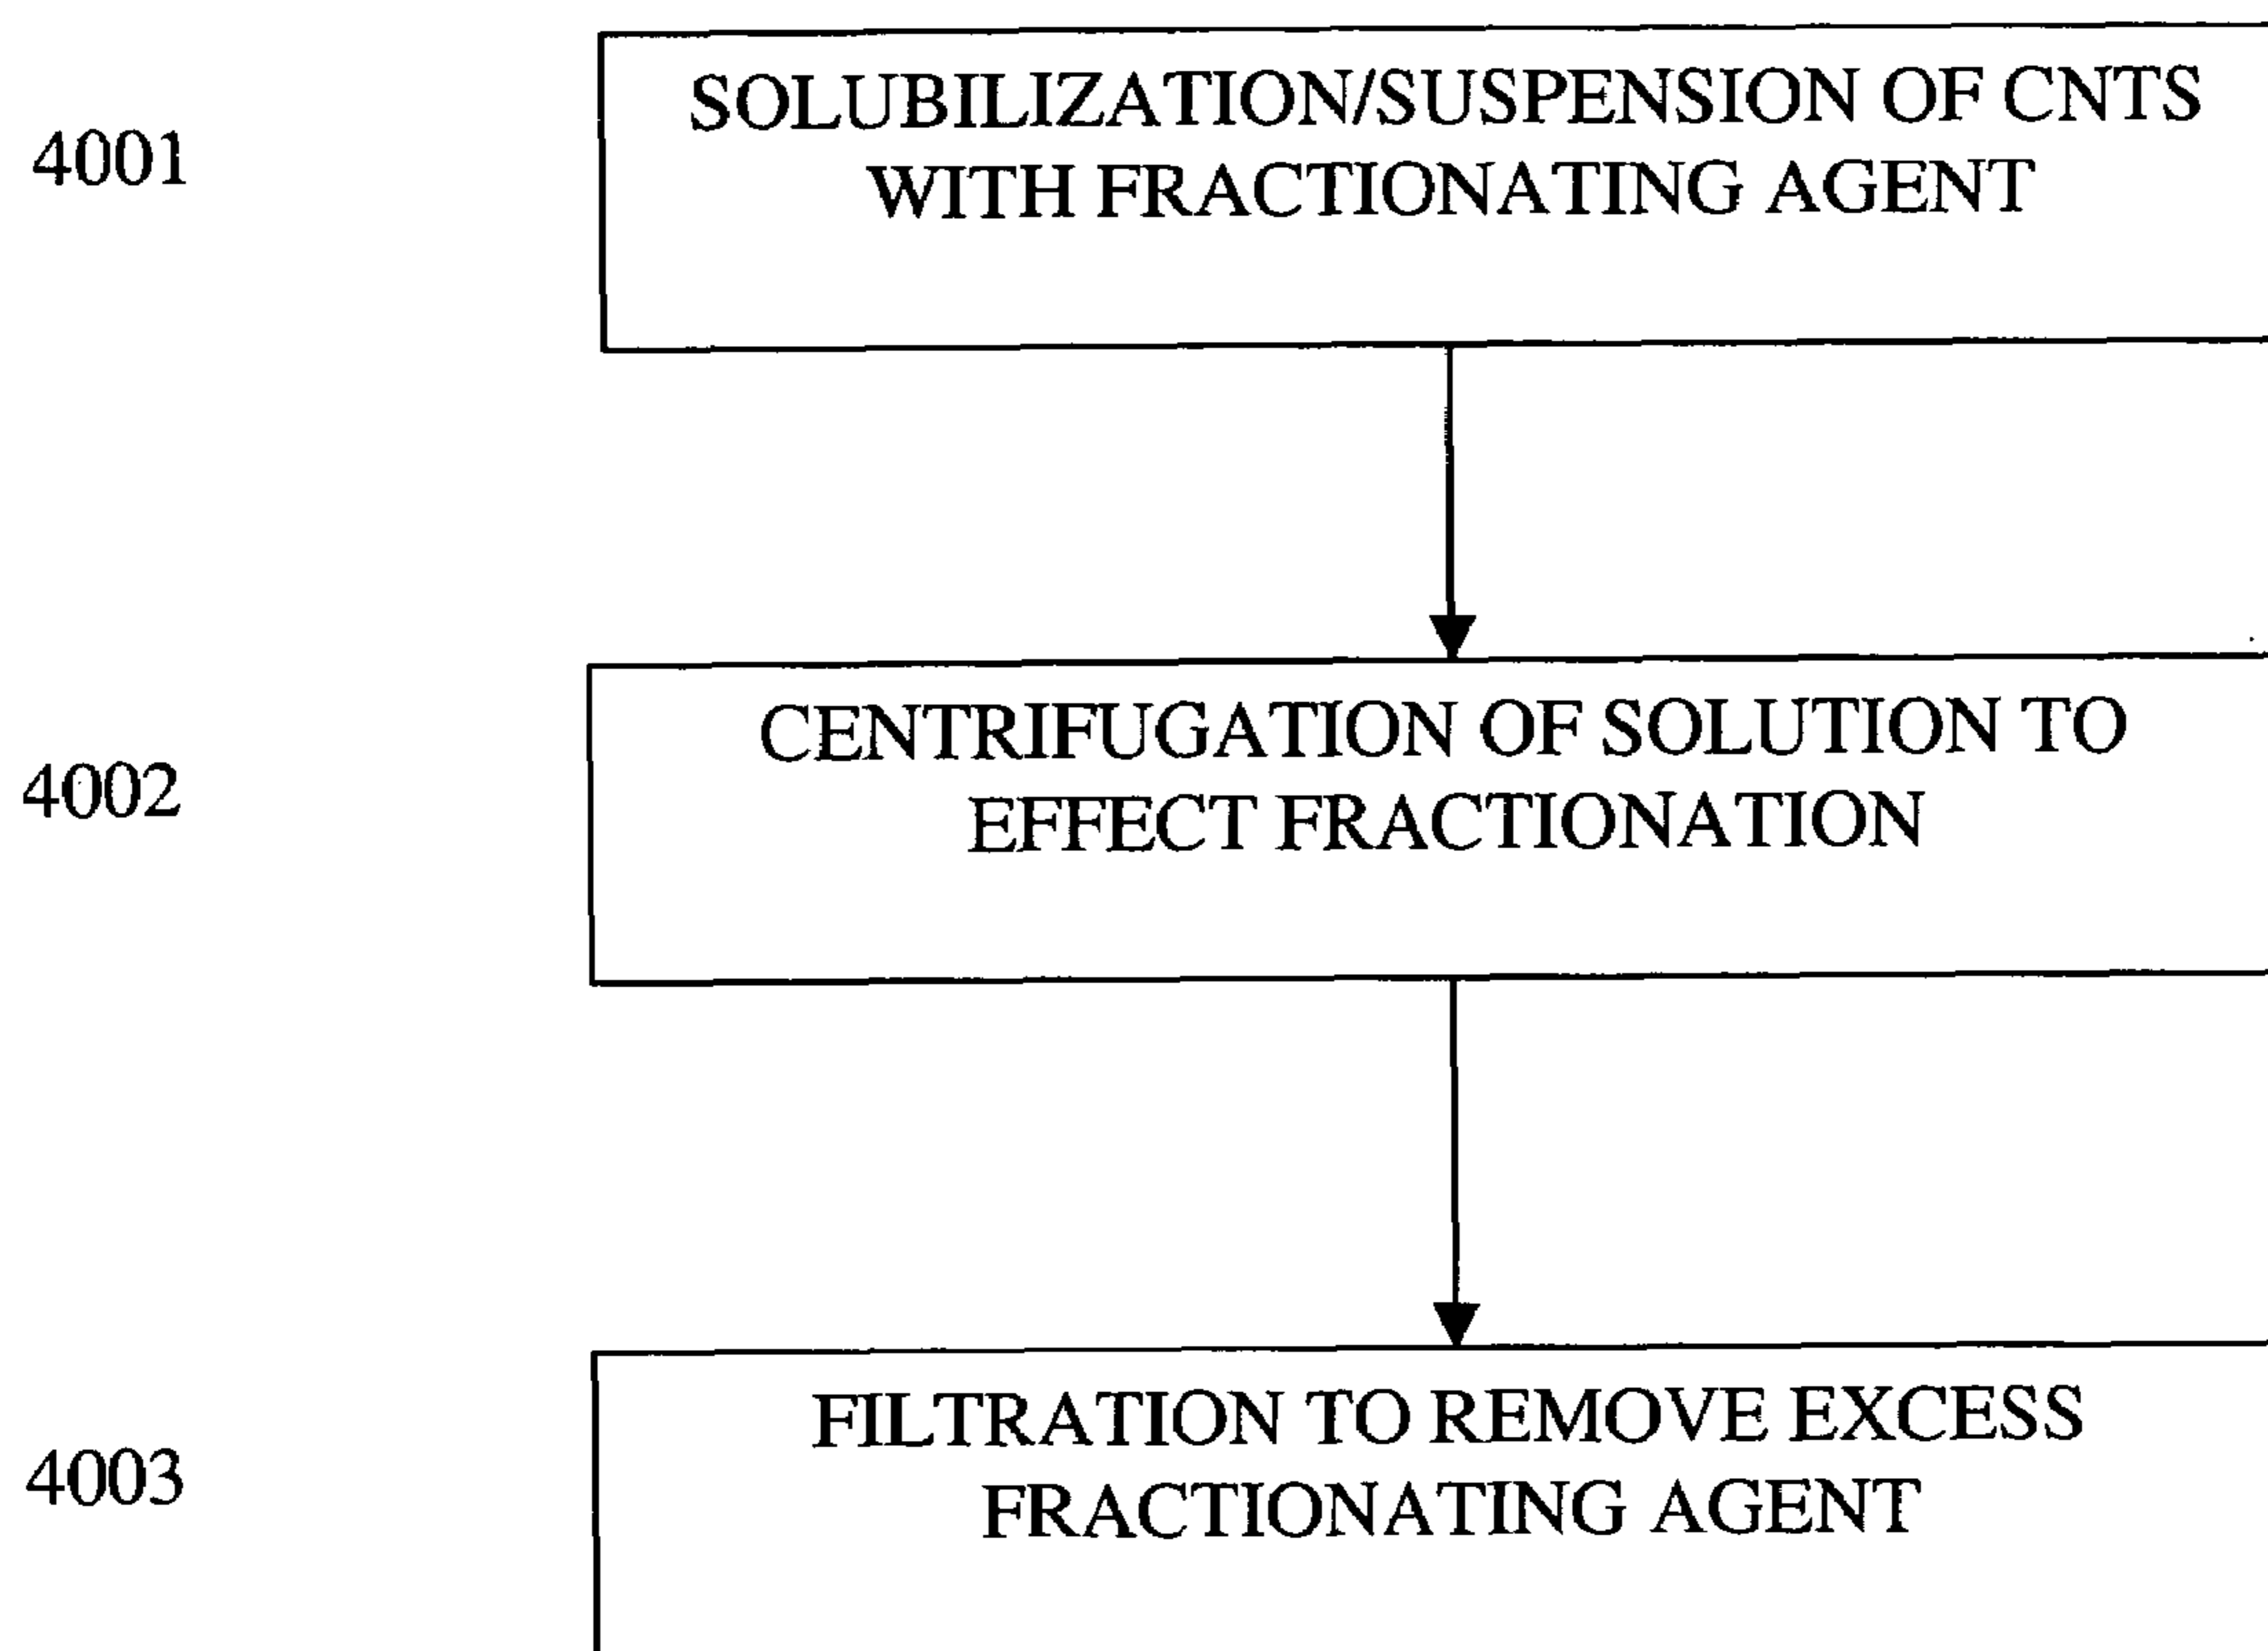 4001
SOLUBILIZATION/SUSPENSION OF CNTS
WITH FRACTIONATING AGENT
4002
CENTRIFUGATION OF SOLUTION TO
EFFECT FRACTIONATION
4003
FILTRATION TO REMOVE EXCESS
FRACTIONATING AGENT